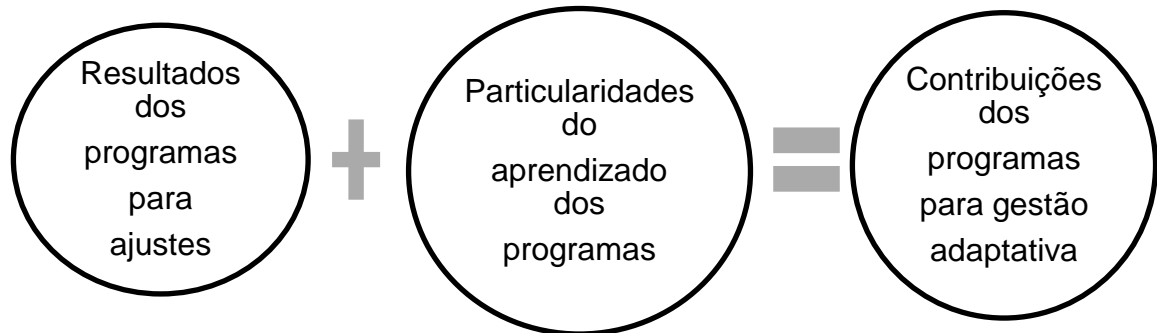 Resultados
dos
programas
para
ajustes
Particularidades
do
aprendizado
dos
programas
Contribuições
dos
programas
para gestão
adaptativa